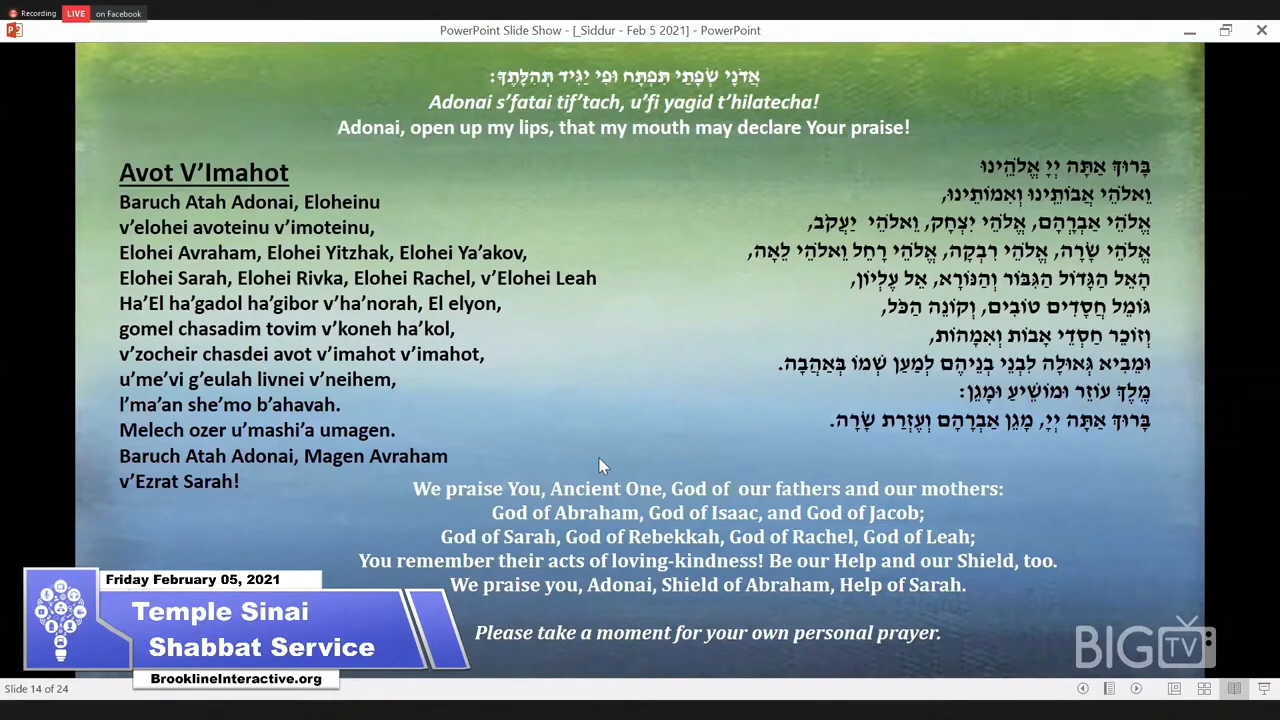 Recording
LIVE on Facebook
PowerPoint Slide Show - [_Siddur - Feb 5 2021] - PowerPoint
אֲדֹנָי שְׂפָתַי תִּפְתָּח וּפִי יַגִּיד תְּהִלָּתֶךָ:
Adonai s’fatai tif’tach, u’fi yagid t’hilatecha!
Adonai, open up my lips, that my mouth may declare Your praise!
Avot V’Imahot
Baruch Atah Adonai, Eloheinu
v’elohei avoteinu v’imoteinu,
Elohei Avraham, Elohei Yitzhak, Elohei Ya’akov,
Elohei Sarah, Elohei Rivka, Elohei Rachel, v’Elohei Leah
Ha’El ha’gadol ha’gibor v’ha’norah, El elyon,
gomel chasadim tovim v’koneh ha’kol,
v’zocheir chasdei avot v’imahot v’imahot,
u’me’vi g’eulah livnei v’neihem,
l’ma’an she’mo b’ahavah.
Melech ozer u’mashi’a umagen.
Baruch Atah Adonai, Magen Avraham
v’Ezrat Sarah!
בָּרוּךְ אַתָּה יְיָ אֱלֹהֵינוּ
וֵאלֹהֵי אֲבוֹתֵינוּ וְאִמוֹתֵינוּ,
אֱלֹהֵי אַבְרָהָם, אֱלֹהֵי יִצְחָק, וֵאלֹהֵי יַעֲקֹב,
אֱלֹהֵי שָׂרָה, אֱלֹהֵי רִבְקָה, אֱלֹהֵי רָחֵל וֵאלֹהֵי לֵאָה,
הָאֵל הַגָּדוֹל הַגִּבּוֹר וְהַנּוֹרָא, אֵל עֶלְיוֹן,
גּוֹמֵל חֲסָדִים טוֹבִים, וְקוֹנֵה הַכֹּל,
וְזוֹכֵר חַסְדֵי אָבוֹת וְאִמָהוֹת,
וּמֵבִיא גְאוּלָה לִבְנֵי בְנֵיהֶם לְמַעַן שְׁמוֹ בְּאַהֲבָה.
מֶלֶךְ עוֹזֵר וּמוֹשִׁיעַ וּמָגֵן:
בָּרוּךְ אַתָּה יְיָ, מָגֵן אַבְרָהָם וְעֶזְרַת שָׂרָה.
We praise You, Ancient One, God of our fathers and our mothers:
God of Abraham, God of Isaac, and God of Jacob;
God of Sarah, God of Rebekkah, God of Rachel, God of Leah;
You remember their acts of loving-kindness! Be our Help and our Shield, too.
We praise you, Adonai, Shield of Abraham, Help of Sarah.
Please take a moment for your own personal prayer.
Friday February 05, 2021
Temple Sinai
Shabbat Service
BrooklineInteractive.org
BIG TV
Slide 14 of 24